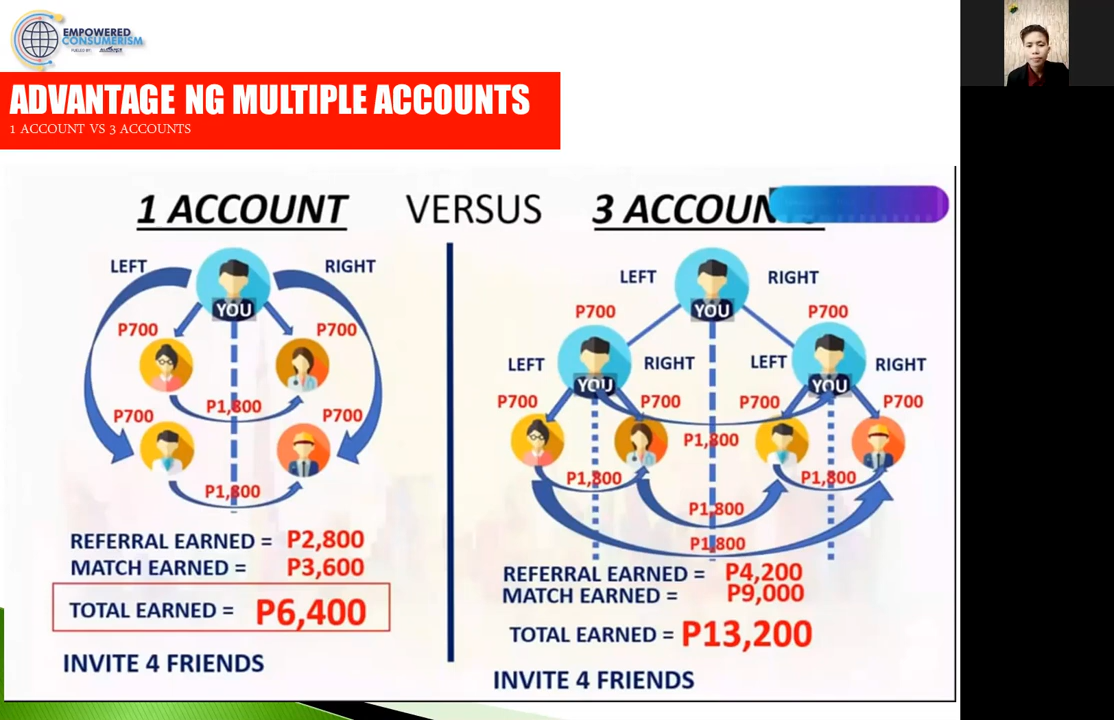 EMPOWERED
CONSUMERISM
FUELED BY:
ADVANTAGE NG MULTIPLE ACCOUNTS
1 ACCOUNT VS 3 ACCOUNTS
1 ACCOUNT
VERSUS
3
LEFT
RIGHT
YOU
P700
P700
P1,800
P700
P700
P1,800
REFERRAL EARNED = P2,800
MATCH EARNED = P3,600
TOTAL EARNED = P6,400
INVITE 4 FRIENDS
LEFT
RIGHT
YOU
P700
P700
LEFT
RIGHT
LEFT
RIGHT
YOU
YOU
P700
P700
P700
P700
P1,800
P1,800
P1,800
P1,800
P1,800
REFERRAL EARNED = P4,200
MATCH EARNED = P9,000
TOTAL EARNED = P13,200
INVITE 4 FRIENDS